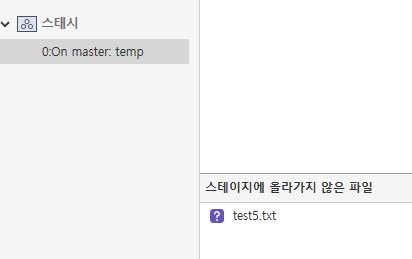 스태시
0:On master: temp
스테이지에 올라가지 않은 파일
? test5.txt